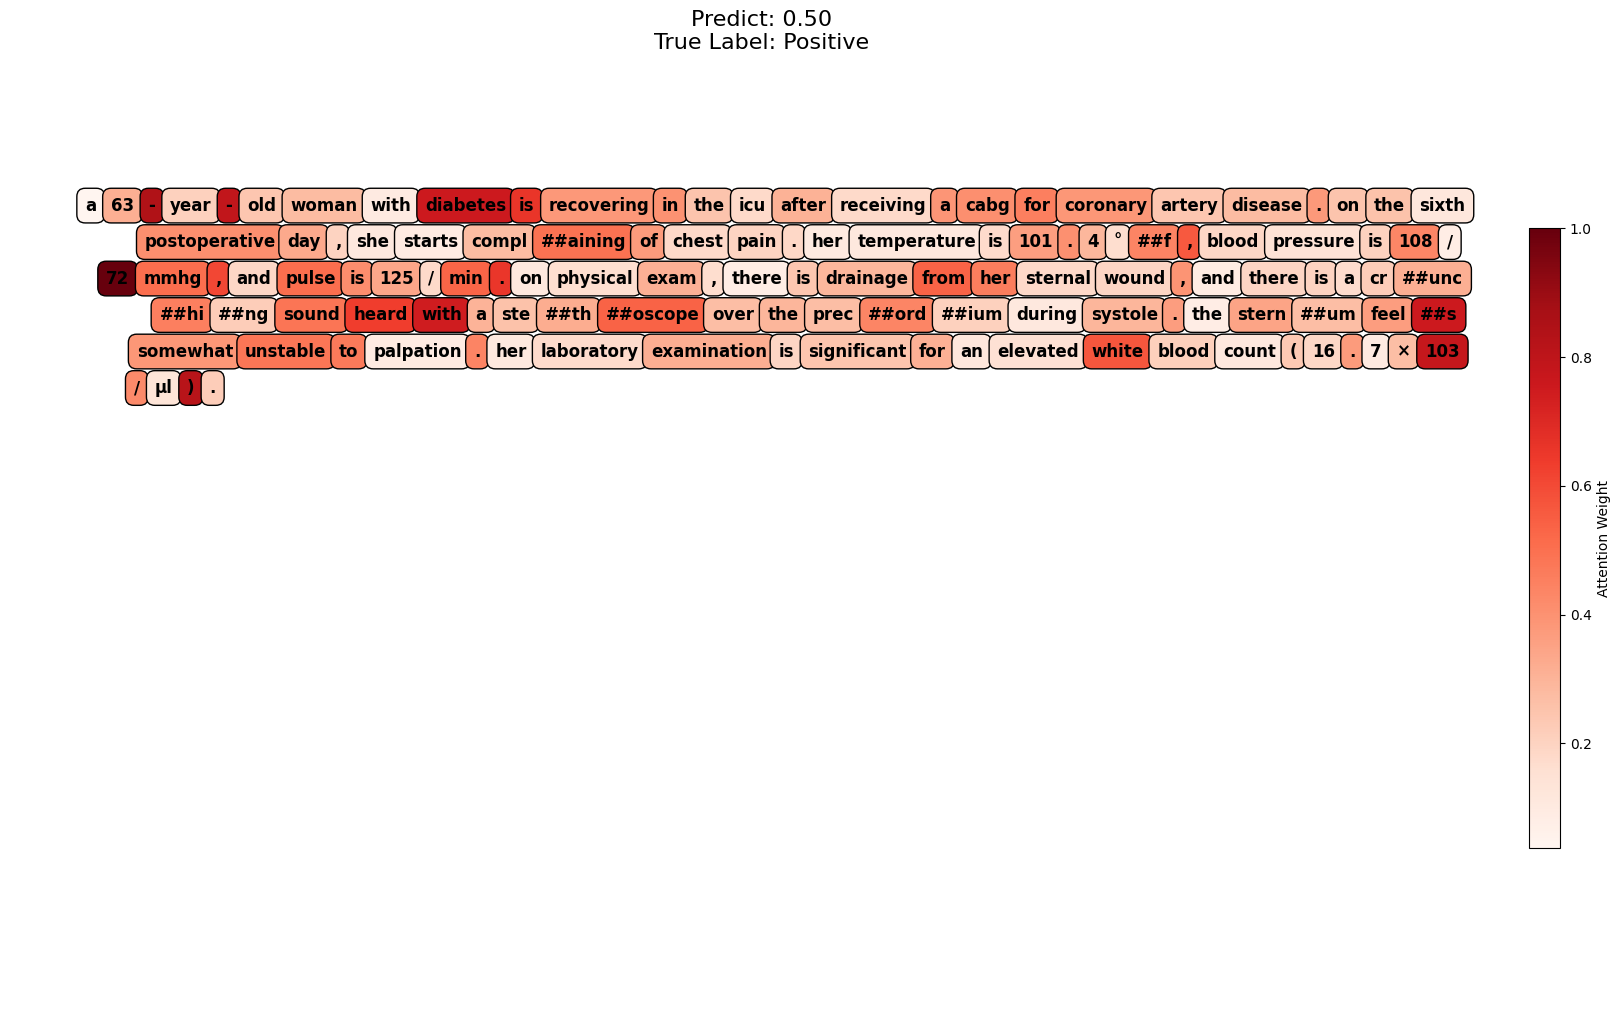 Predict: 0.50
True Label: Positive
a 63 - year - old woman with diabetes is recovering in the icu after receiving a cabg for coronary artery disease . on the sixth
postoperative day , she starts compl ##aining of chest pain . her temperature is 101 . 4 ° ##f , blood pressure is 108 /
72 mmhg , and pulse is 125 / min . on physical exam , there is drainage from her sternal wound , and there is a cr ##unc
##hi ##ng sound heard with a ste ##th ##oscope over the prec ##ord ##ium during systole . the stern ##um feel ##s
somewhat unstable to palpation . her laboratory examination is significant for an elevated white blood count ( 16 . 7 × 103
/ µl ) .
1.0
0.8
0.6
0.4
0.2
Attention Weight